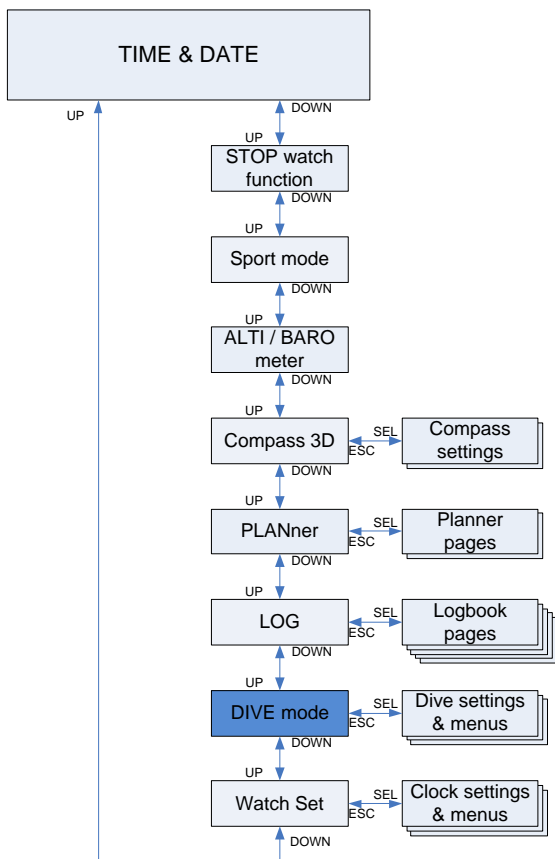 TIME & DATE
UP
DOWN
UP
STOP watch
function
DOWN
UP
Sport mode
DOWN
UP
ALTI / BARO
meter
DOWN
UP
Compass 3D
SEL
ESC
Compass
settings
DOWN
UP
PLANner
SEL
ESC
Planner
pages
DOWN
UP
LOG
SEL
ESC
Logbook
pages
DOWN
UP
DIVE mode
SEL
ESC
Dive settings
& menus
DOWN
UP
Watch Set
SEL
ESC
Clock settings
& menus
DOWN